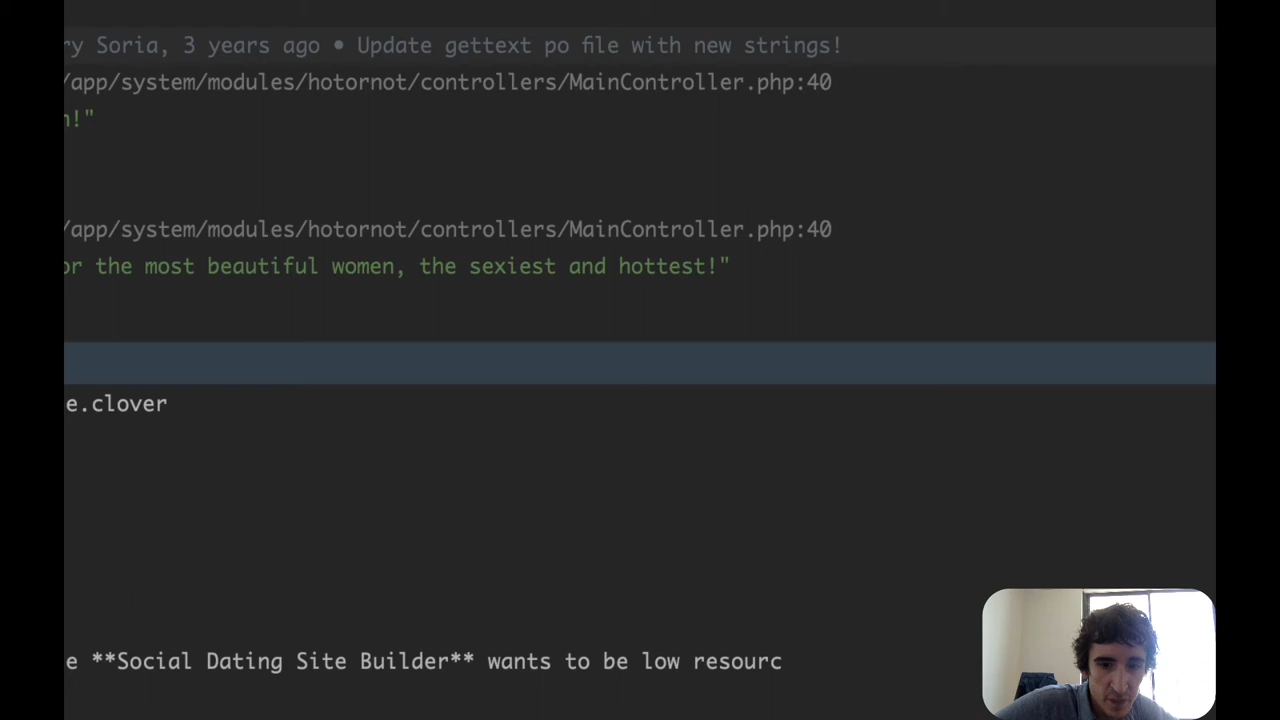 ry Soria, 3 years ago • Update gettext po file with new strings!
/app/system/modules/hotornot/controllers/MainController.php:40
n!"
/app/system/modules/hotornot/controllers/MainController.php:40
or the most beautiful women, the sexiest and hottest!"
e.clover
e **Social Dating Site Builder** wants to be low resourc